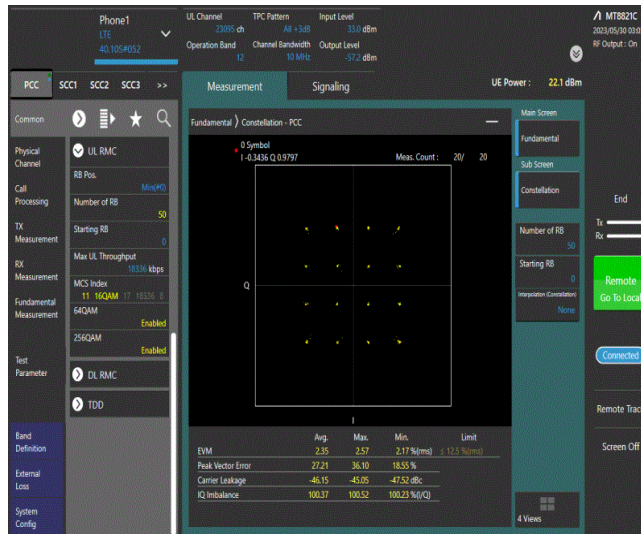 Phone1
LTE
40.105#052
UL Channel
23095 ch
TPC Pattern
All +3dB
Input Level
33.0 dBm
Operation Band
12
Channel Bandwidth
10 MHz
Output Level
-57.2 dBm
MT8821C
2023/05/30 03:0
RF Output : On
PCC SCC1 SCC2 SCC3 >>
Measurement
Signaling
UE Power : 22.1 dBm
Common
Physical
Channel
Call
Processing
TX
Measurement
RX
Measurement
Fundamental
Measurement
Test
Parameter
Band
Definition
External
Loss
System
Config
UL RMC
RB Pos.
Min(#0)
Number of RB
50
Starting RB
0
Max UL Throughput
18336 kbps
MCS Index
11 16QAM 17 18336 8
64QAM
Enabled
256QAM
Enabled
DL RMC
TDD
Fundamental ⟩ Constellation - PCC
0 Symbol
I -0.3436 Q 0.9797
Meas. Count : 20/ 20
Q
I
Avg. Max. Min. Limit
EVM 2.35 2.57 2.17 %(rms) ≤ 12.5 %(rms)
Peak Vector Error 27.21 36.10 18.55 %
Carrier Leakage -46.15 -45.05 -47.52 dBc
IQ Imbalance 100.37 100.52 100.23 %(I/Q)
Main Screen
Fundamental
Sub Screen
Constellation
Number of RB
50
Starting RB
0
Interpolation (Constellation)
None
4 Views
End
Tx
Rx
Remote
Go To Local
Connected
Remote Trac
Screen Off